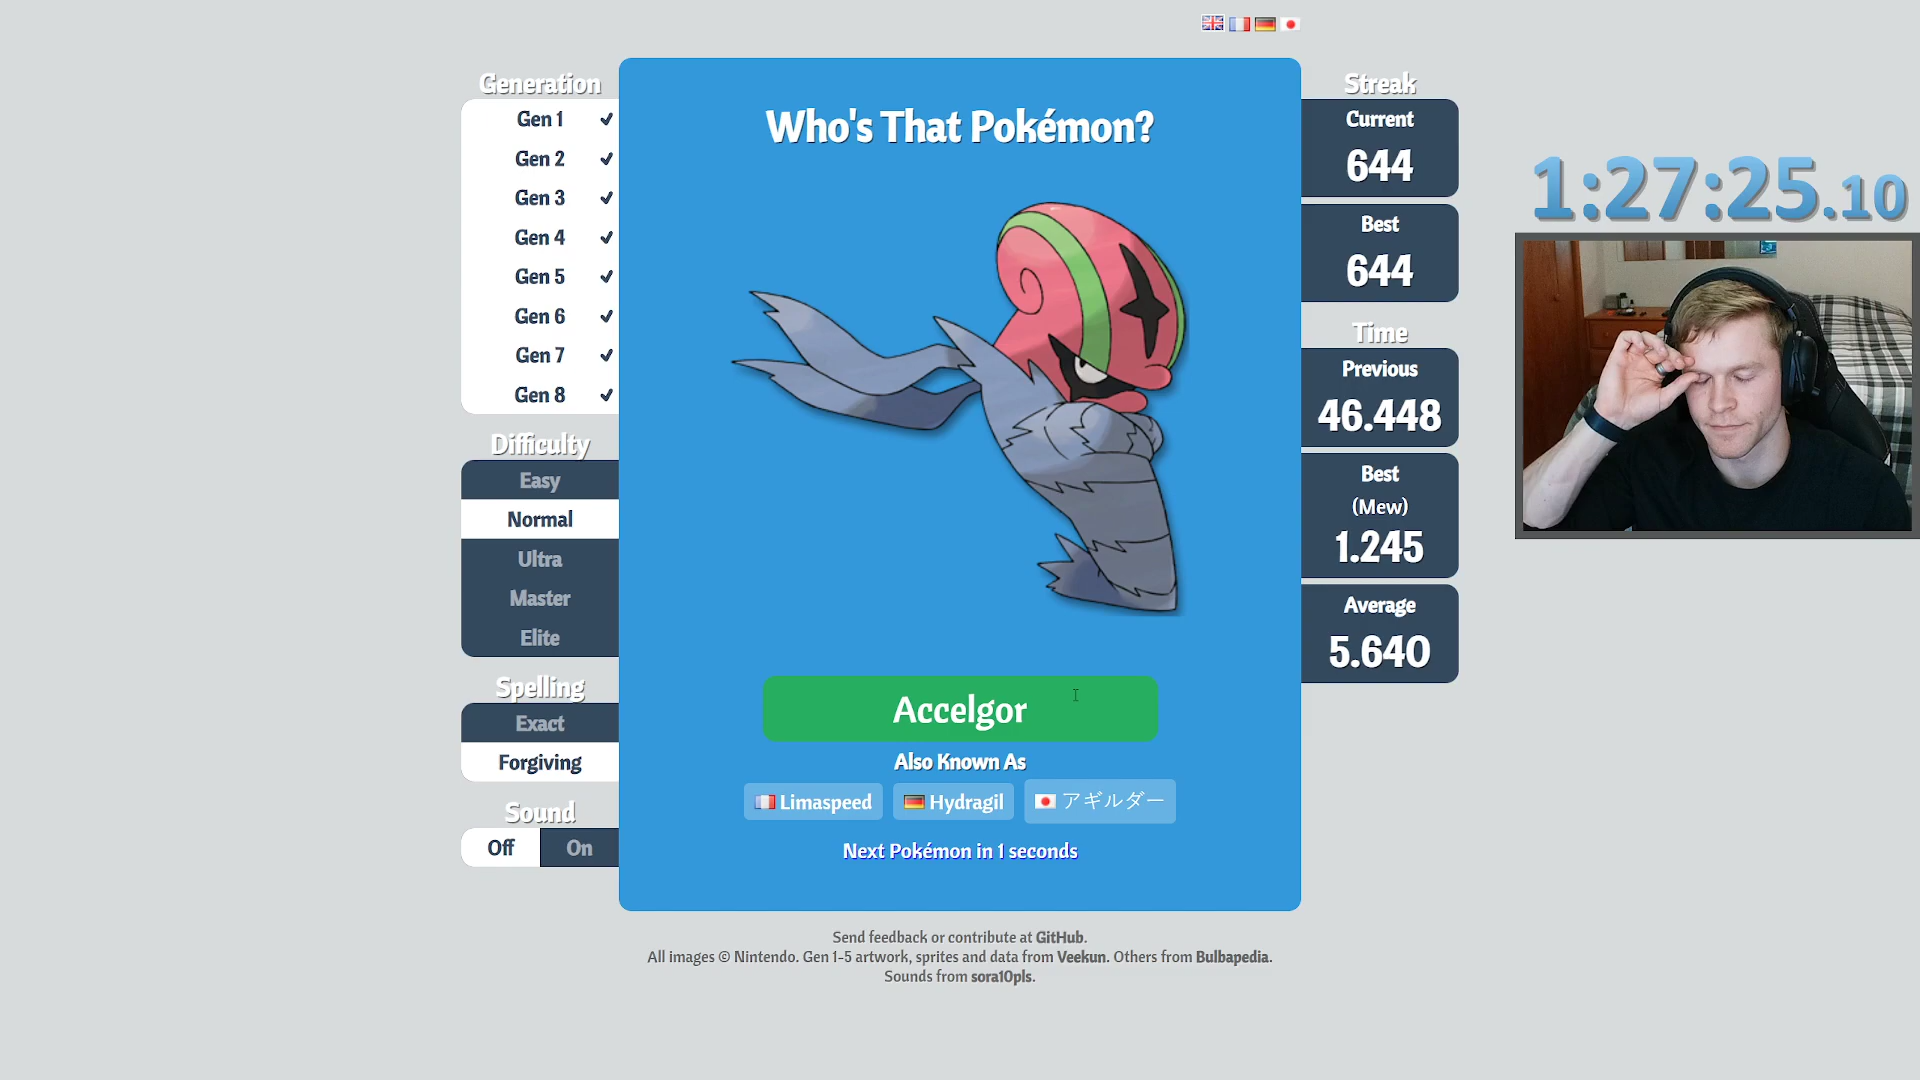 Generation
Gen 1
Gen 2
Gen 3
Gen 4
Gen 5
Gen 6
Gen 7
Gen 8
Difficulty
Easy
Normal
Ultra
Master
Elite
Spelling
Exact
Forgiving
Sound
Off On
Who's That Pokémon?
Accelgor
Also Known As
Limaspeed Hydragil アギルダー
Next Pokémon in 1 seconds
Send feedback or contribute at GitHub.
All images © Nintendo. Gen 1-5 artwork, sprites and data from Veekun. Others from Bulbapedia.
Sounds from sora10pls.
Streak
Current
644
Best
644
Time
Previous
46.448
Best
(Mew)
1.245
Average
5.640
1:27:25.10